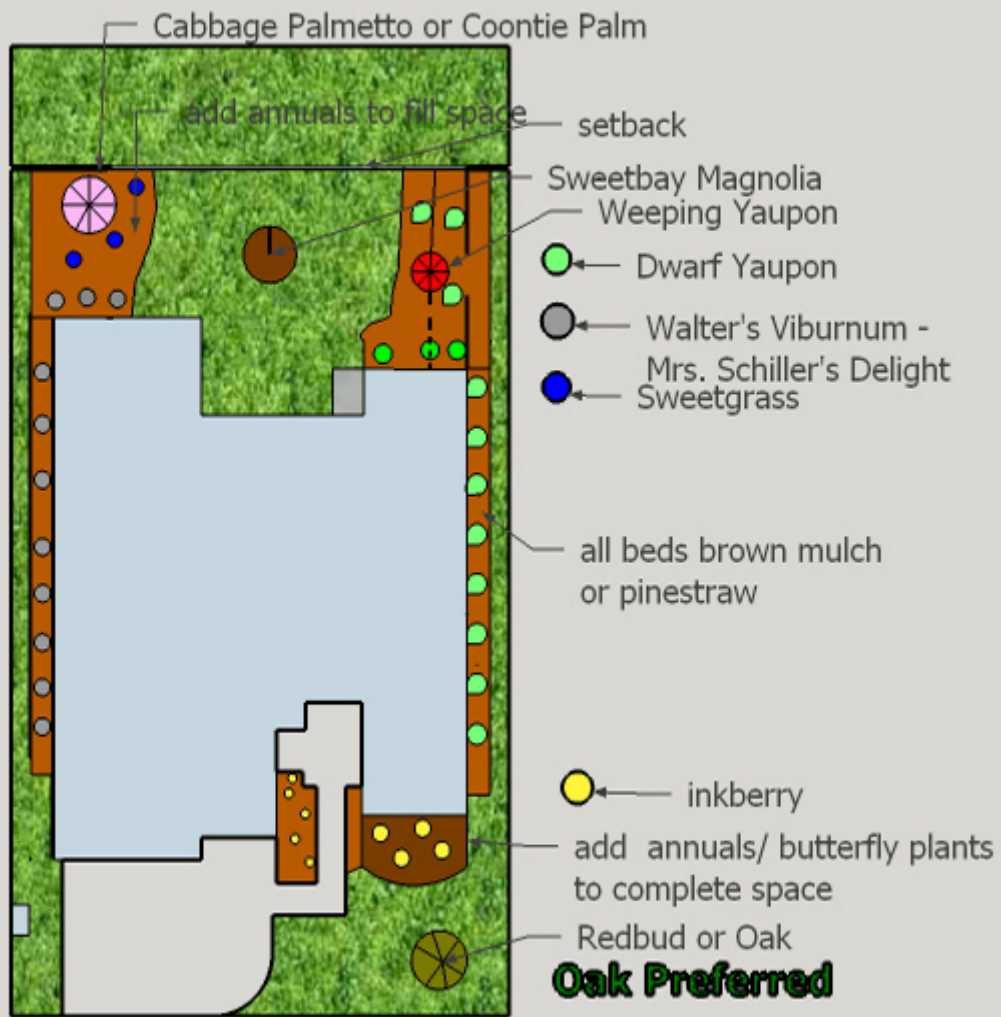 Cabbage Palmetto or Coontie Palm
add annuals to fill space
setback
Sweetbay Magnolia
Weeping Yaupon
Dwarf Yaupon
Walter's Viburnum -
Mrs. Schiller's Delight
Sweetgrass
all beds brown mulch
or pinestraw
inkberry
add annuals/ butterfly plants
to complete space
Redbud or Oak
Oak Preferred